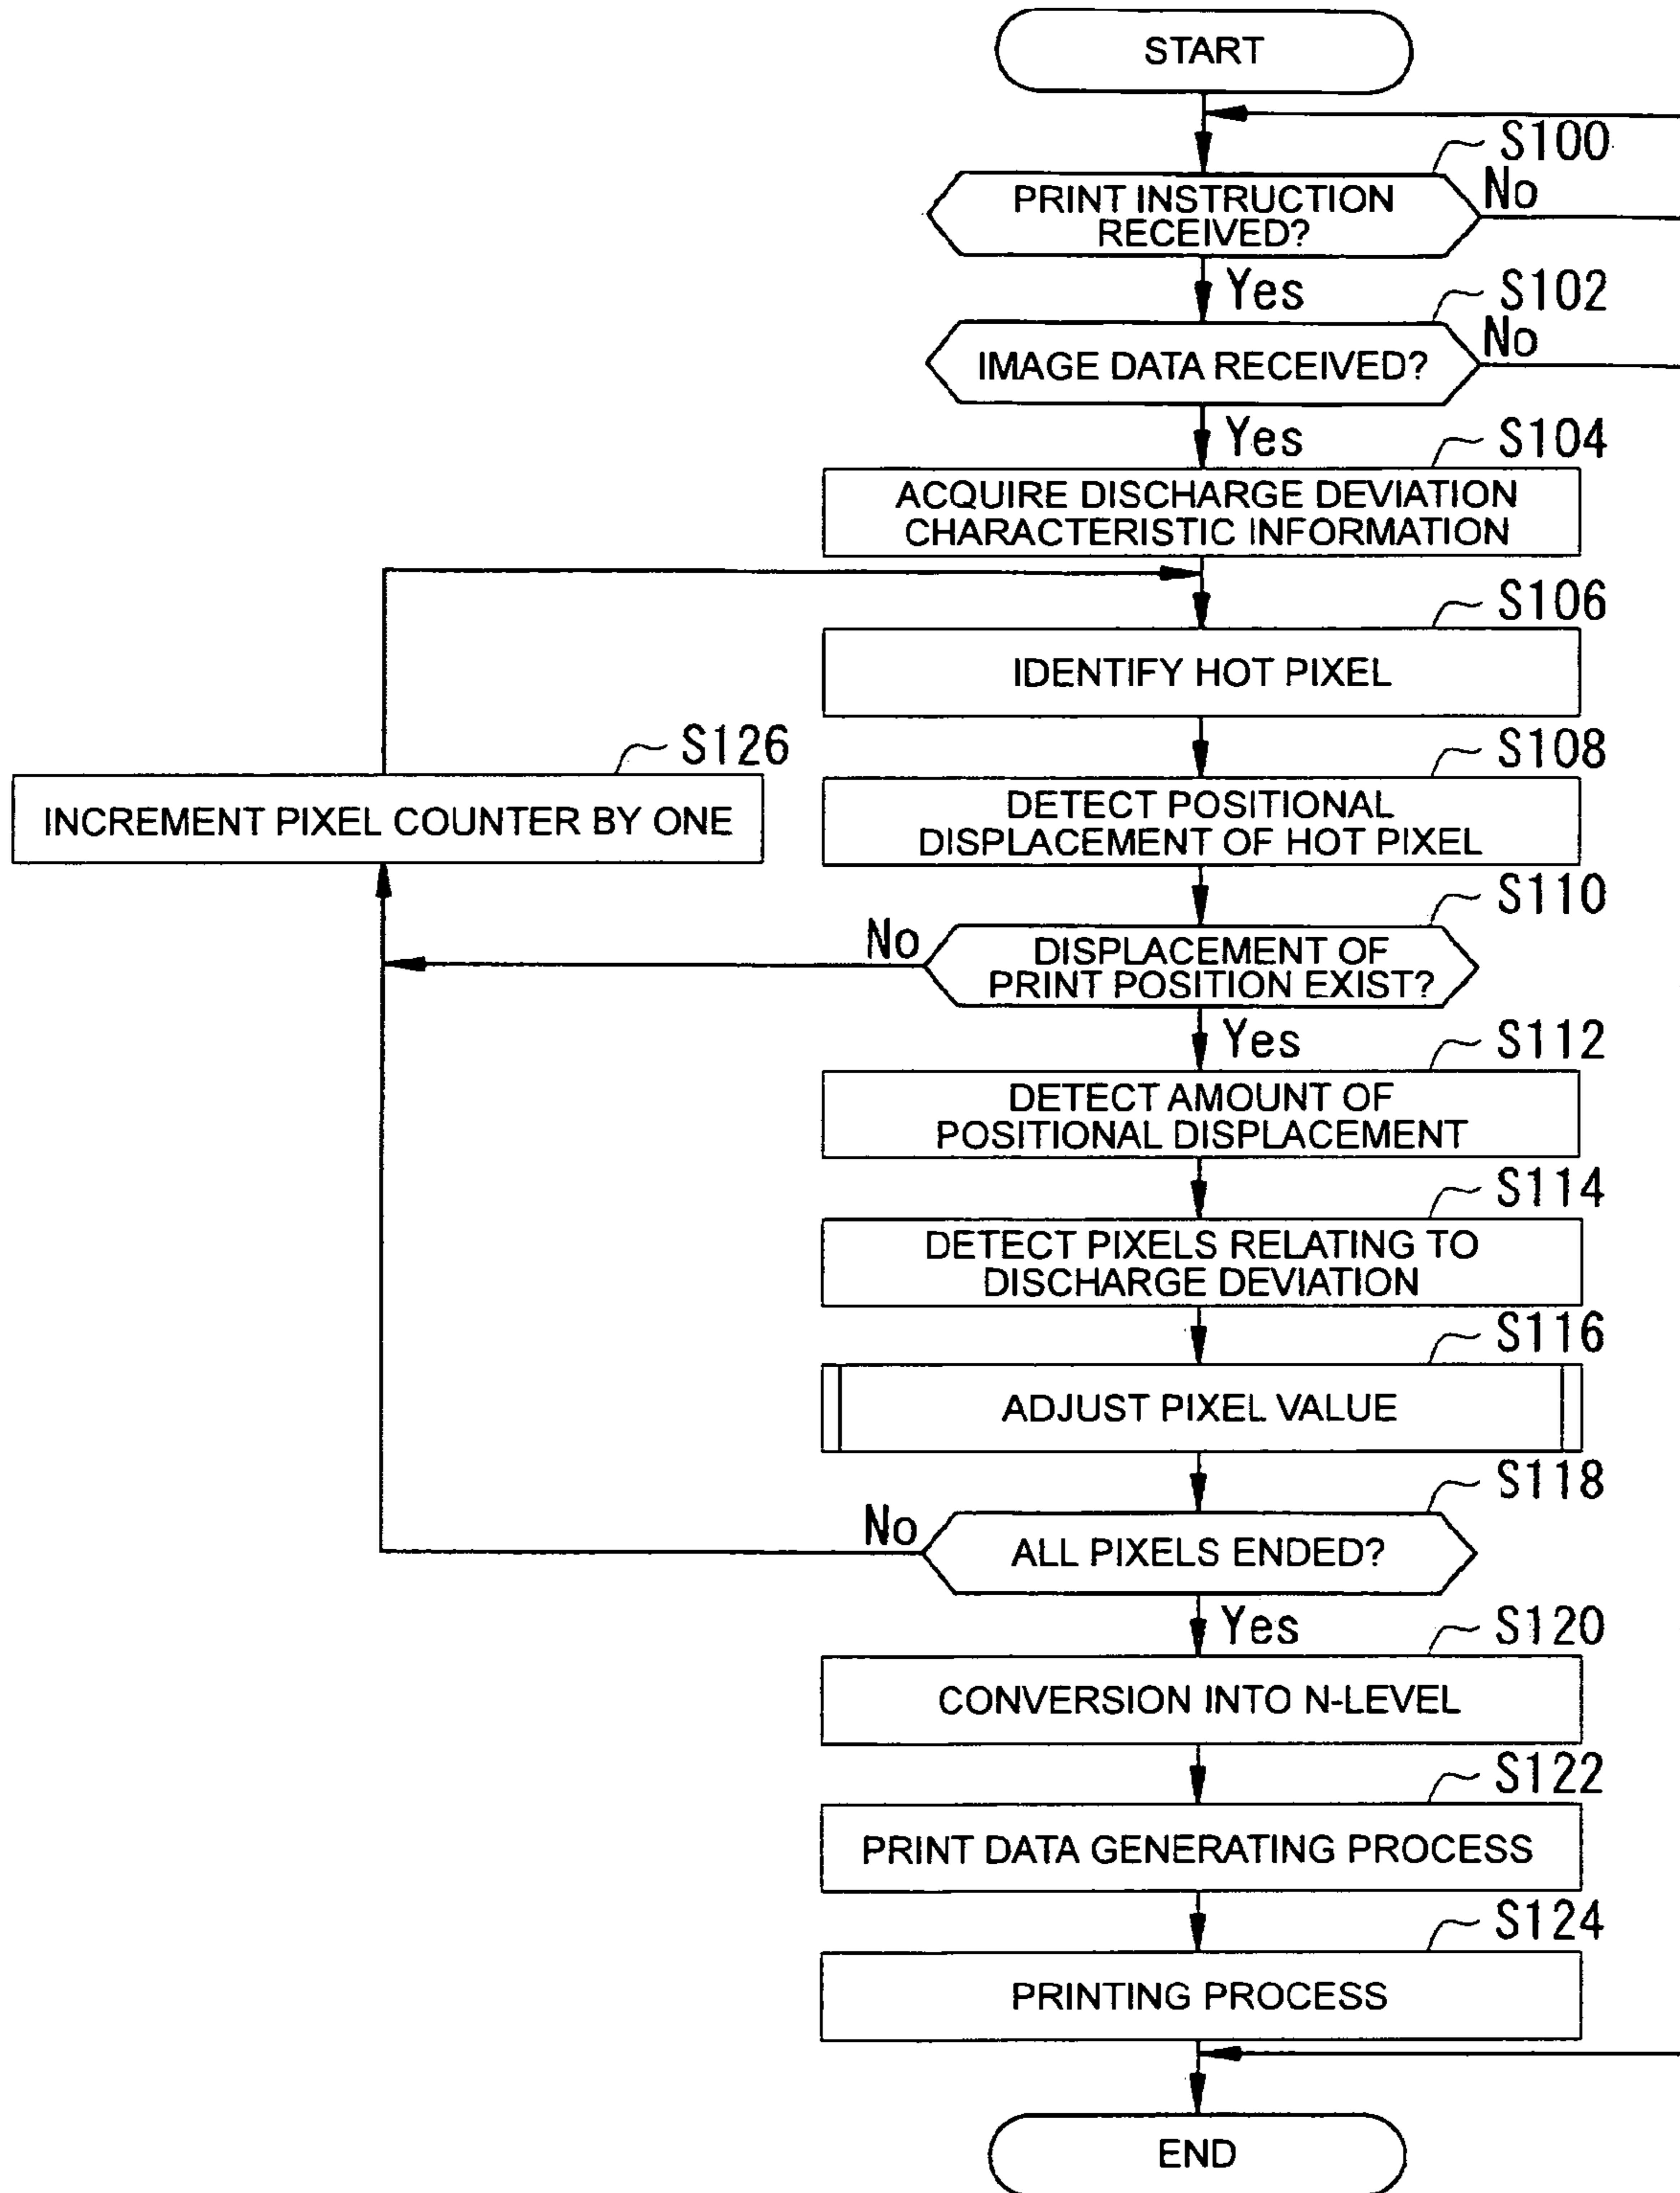 START
S100
PRINT INSTRUCTION
RECEIVED?
No
Yes
S102
IMAGE DATA RECEIVED?
No
Yes
S104
ACQUIRE DISCHARGE DEVIATION
CHARACTERISTIC INFORMATION
S106
IDENTIFY HOT PIXEL
S126
INCREMENT PIXEL COUNTER BY ONE
S108
DETECT POSITIONAL
DISPLACEMENT OF HOT PIXEL
S110
No
DISPLACEMENT OF
PRINT POSITION EXIST?
Yes
S112
DETECT AMOUNT OF
POSITIONAL DISPLACEMENT
S114
DETECT PIXELS RELATING TO
DISCHARGE DEVIATION
S116
ADJUST PIXEL VALUE
S118
No
ALL PIXELS ENDED?
Yes
S120
CONVERSION INTO N-LEVEL
S122
PRINT DATA GENERATING PROCESS
S124
PRINTING PROCESS
END